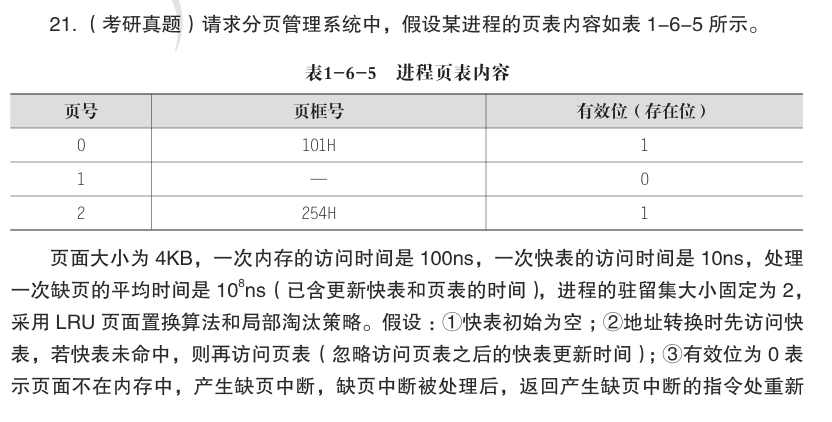 21.（考研真题）请求分页管理系统中，假设某进程的页表内容如表 1-6-5 所示。
表1-6-5 进程页表内容
页号 页框号 有效位（存在位）
0 101H 1
1 — 0
2 254H 1
页面大小为 4KB，一次内存的访问时间是 100ns，一次快表的访问时间是 10ns，处理
一次缺页的平均时间是 10⁸ns（已含更新快表和页表的时间），进程的驻留集大小固定为 2，
采用 LRU 页面置换算法和局部淘汰策略。假设：①快表初始为空；②地址转换时先访问快
表，若快表未命中，则再访问页表（忽略访问页表之后的快表更新时间）；③有效位为 0 表
示页面不在内存中，产生缺页中断，缺页中断被处理后，返回产生缺页中断的指令处重新